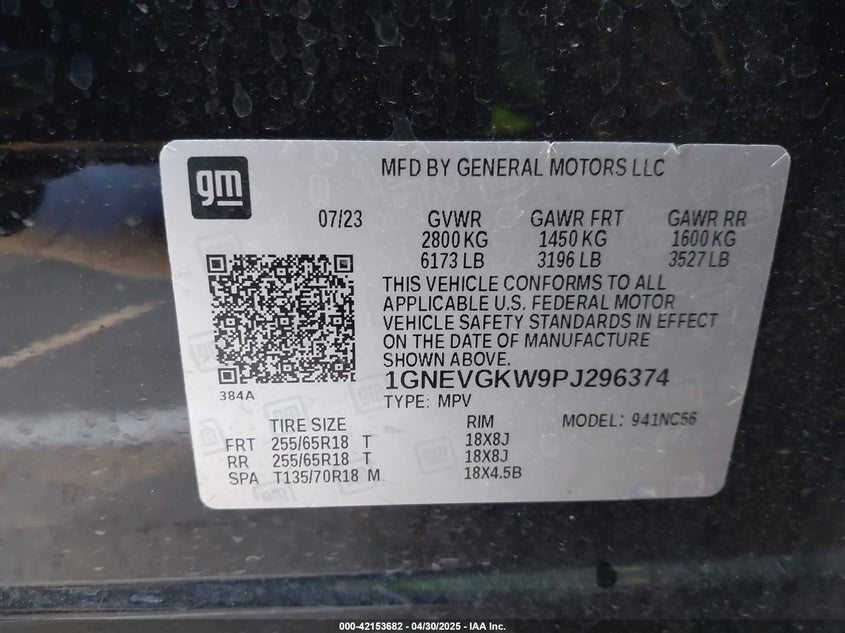 gm
MFD BY GENERAL MOTORS LLC
07/23 GVWR GAWR FRT GAWR RR
2800 KG 1450 KG 1600 KG
6173 LB 3196 LB 3527 LB
THIS VEHICLE CONFORMS TO ALL
APPLICABLE U.S. FEDERAL MOTOR
VEHICLE SAFETY STANDARDS IN EFFECT
ON THE DATE OF MANUFACTURE
SHOWN ABOVE.
384A
1GNEVGKW9PJ296374
TYPE: MPV
TIRE SIZE RIM MODEL: 941NC56
FRT 255/65R18 T 18X8J
RR 255/65R18 T 18X8J
SPA T135/70R18 M 18X4.5B
000-42153682 - 04/30/2025 - IAA Inc.